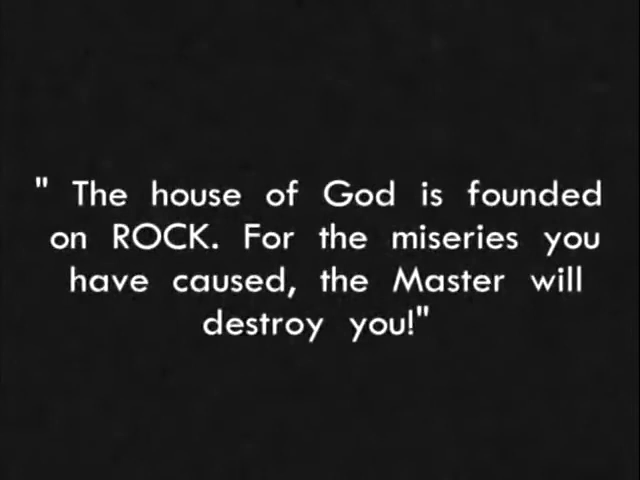 " The house of God is founded
on ROCK. For the miseries you
have caused, the Master will
destroy you!"